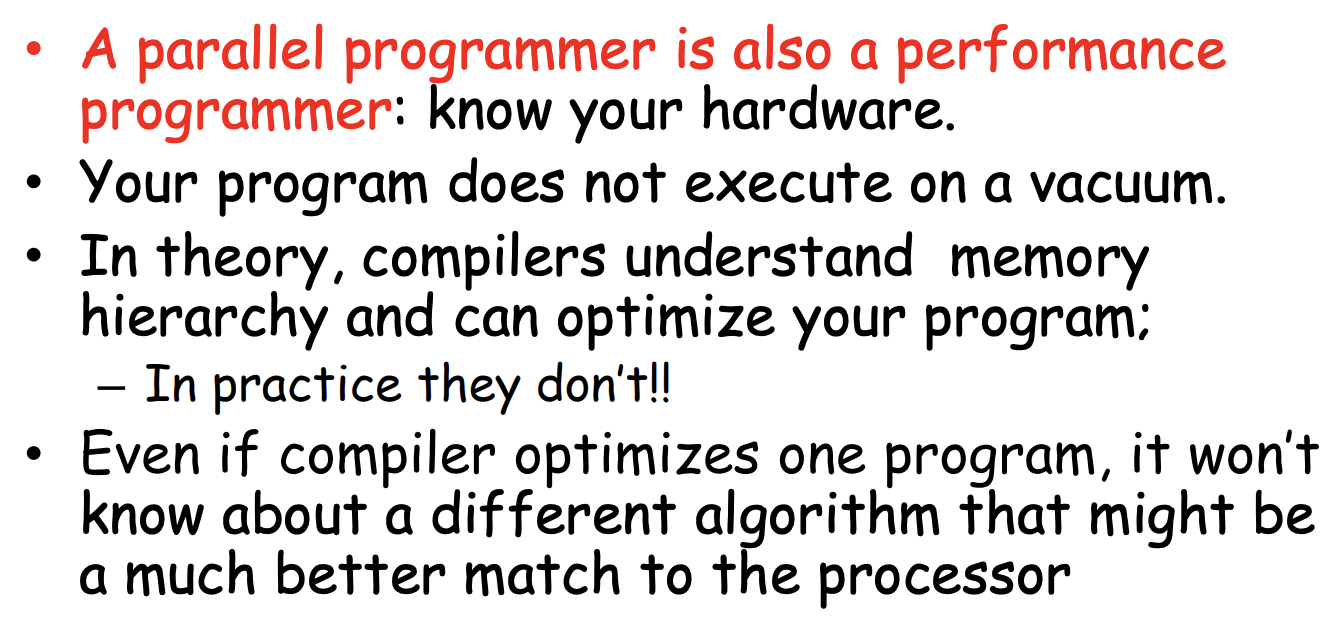 • A parallel programmer is also a performance
programmer: know your hardware.
• Your program does not execute on a vacuum.
• In theory, compilers understand  memory
hierarchy and can optimize your program;
– In practice they don't!!
• Even if compiler optimizes one program, it won't
know about a different algorithm that might be
a much better match to the processor